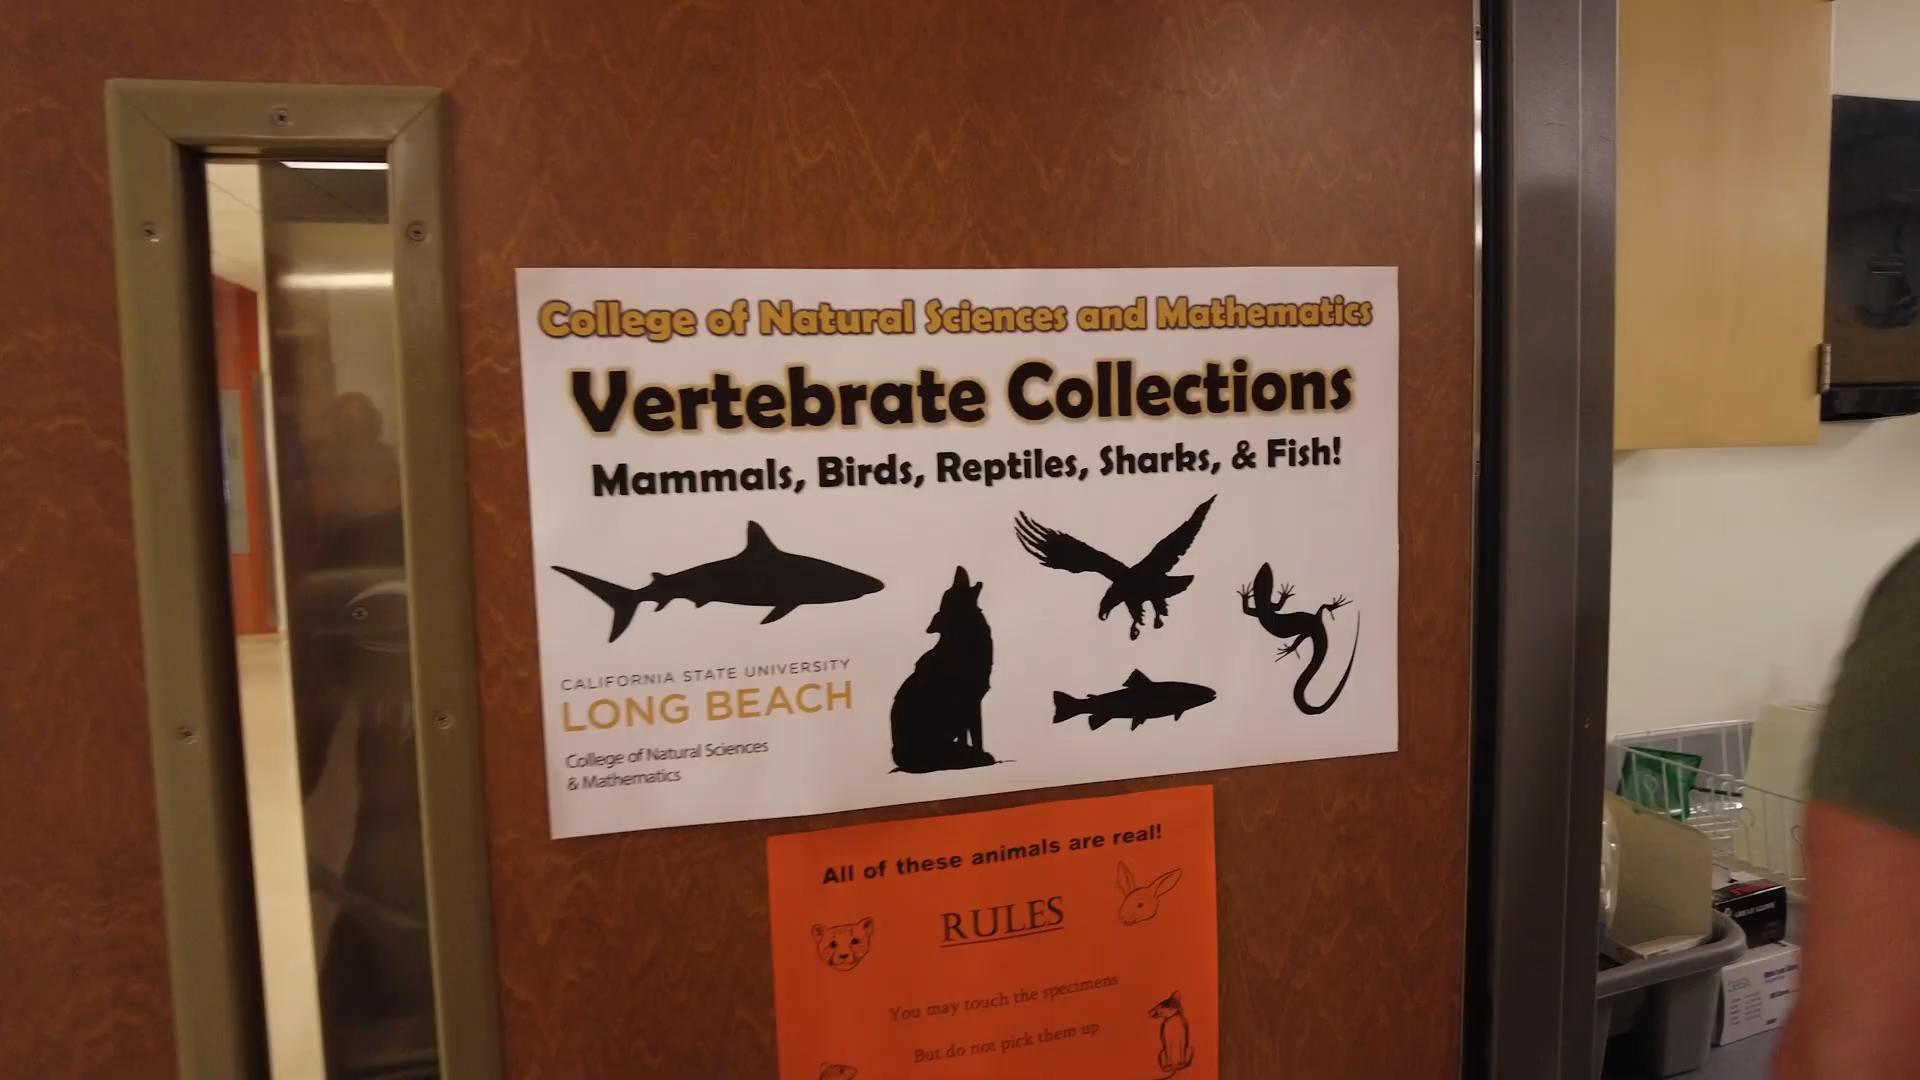 College of Natural Sciences and Mathematics
Vertebrate Collections
Mammals, Birds, Reptiles, Sharks, & Fish!
CALIFORNIA STATE UNIVERSITY
LONG BEACH
College of Natural Sciences
& Mathematics
All of these animals are real!
RULES
You may touch the specimens
But do not pick them up